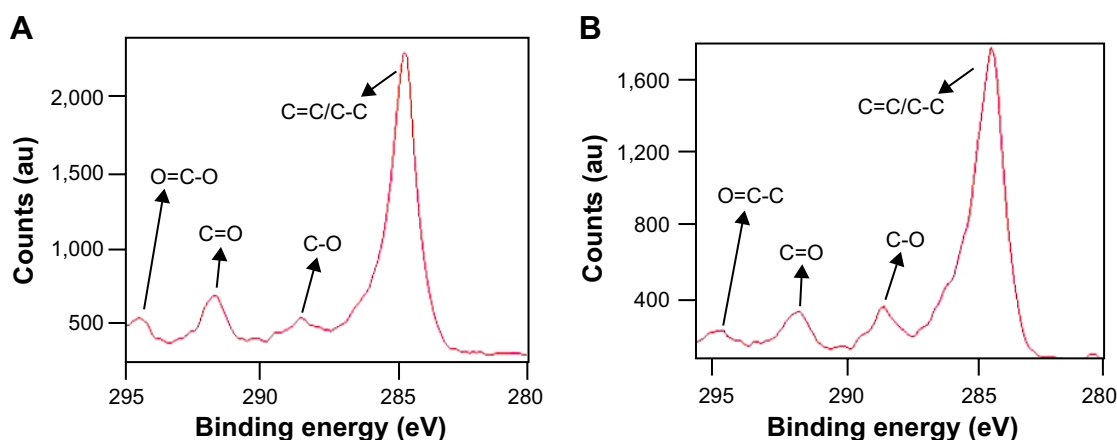 A
Counts (au)
2,000
1,500
1,000
500
O=C-O
C=O
C-O
C=C/C-C
295
290
285
280
Binding energy (eV)
B
Counts (au)
1,600
1,200
800
400
O=C-C
C=O
C-O
C=C/C-C
295
290
285
280
Binding energy (eV)